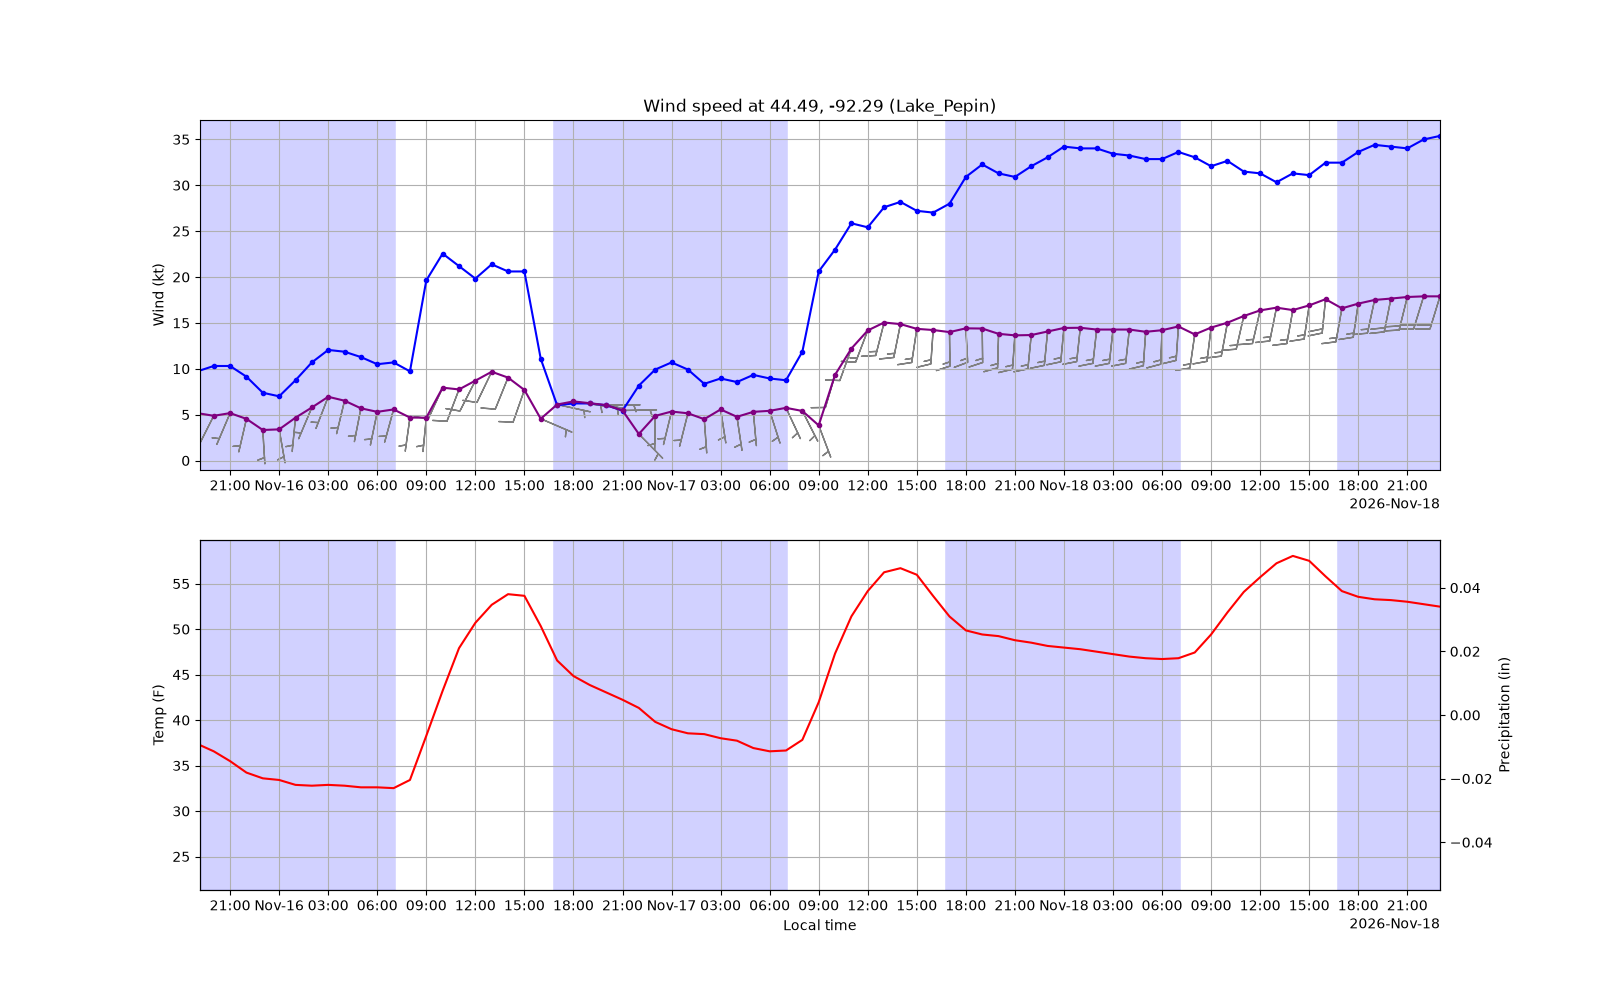 Wind speed at 44.49, -92.29 (Lake_Pepin)
35
30
25
20
15
10
5
0
Wind (kt)
21:00 Nov-16 03:00 06:00 09:00 12:00 15:00 18:00 21:00 Nov-17 03:00 06:00 09:00 12:00 15:00 18:00 21:00 Nov-18 03:00 06:00 09:00 12:00 15:00 18:00 21:00
2026-Nov-18
55
50
45
40
35
30
25
Temp (F)
0.04
0.02
0.00
−0.02
−0.04
Precipitation (in)
21:00 Nov-16 03:00 06:00 09:00 12:00 15:00 18:00 21:00 Nov-17 03:00 06:00 09:00 12:00 15:00 18:00 21:00 Nov-18 03:00 06:00 09:00 12:00 15:00 18:00 21:00
Local time
2026-Nov-18